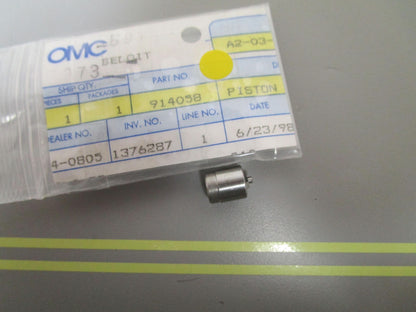 OMC
A2-03-
BELOIT
173
SHIP QTY.
PART NO.
PIECES PACKAGES
1 1 914058 PISTON
DEALER NO. INV. NO. LINE NO. DATE
4-0805 1376287 1 6/23/98